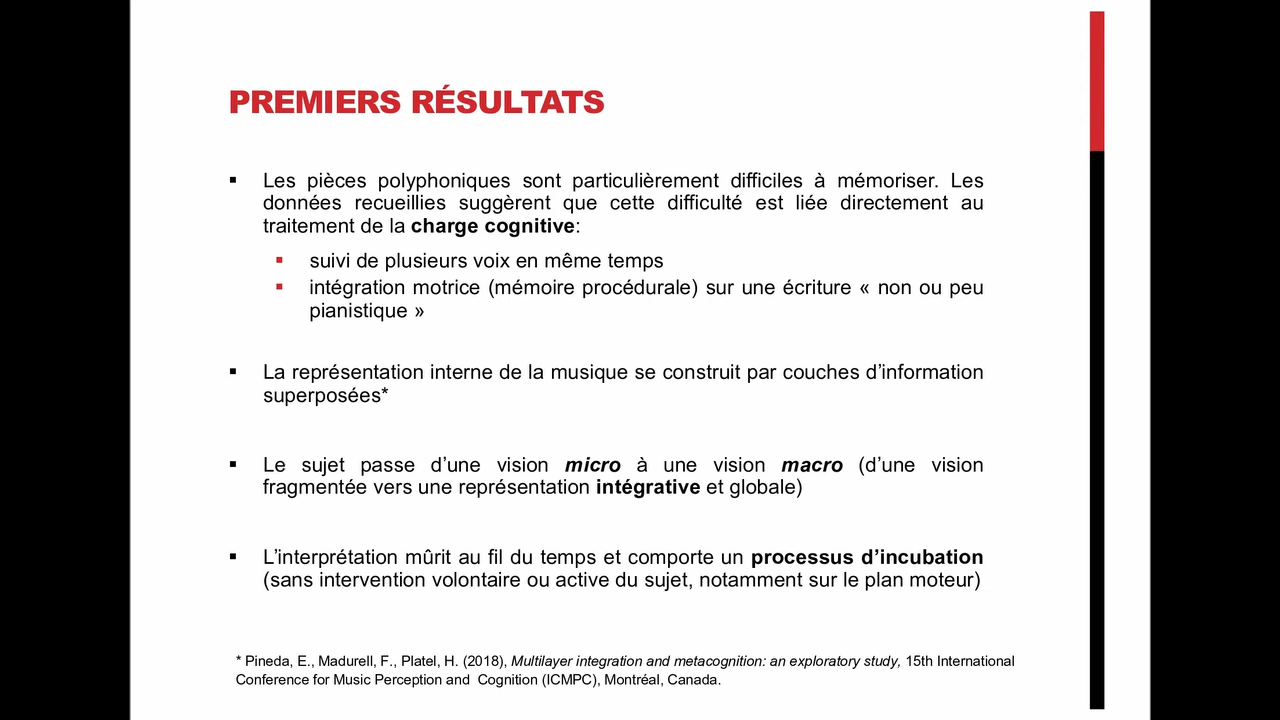 PREMIERS RÉSULTATS
▪ Les pièces polyphoniques sont particulièrement difficiles à mémoriser. Les
données recueillies suggèrent que cette difficulté est liée directement au
traitement de la charge cognitive:
▪ suivi de plusieurs voix en même temps
▪ intégration motrice (mémoire procédurale) sur une écriture « non ou peu
pianistique »
▪ La représentation interne de la musique se construit par couches d’information
superposées*
▪ Le sujet passe d’une vision micro à une vision macro (d’une vision
fragmentée vers une représentation intégrative et globale)
▪ L’interprétation mûrit au fil du temps et comporte un processus d’incubation
(sans intervention volontaire ou active du sujet, notamment sur le plan moteur)
* Pineda, E., Madurell, F., Platel, H. (2018), Multilayer integration and metacognition: an exploratory study, 15th International
Conference for Music Perception and Cognition (ICMPC), Montréal, Canada.